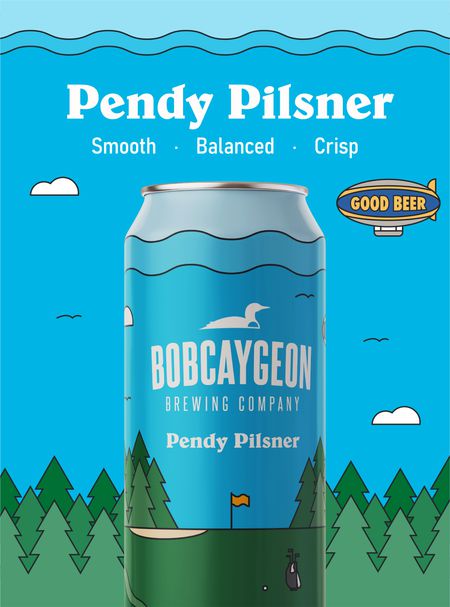 Pendy Pilsner
Smooth · Balanced · Crisp
GOOD BEER
BOBCAYGEON
BREWING COMPANY
Pendy Pilsner